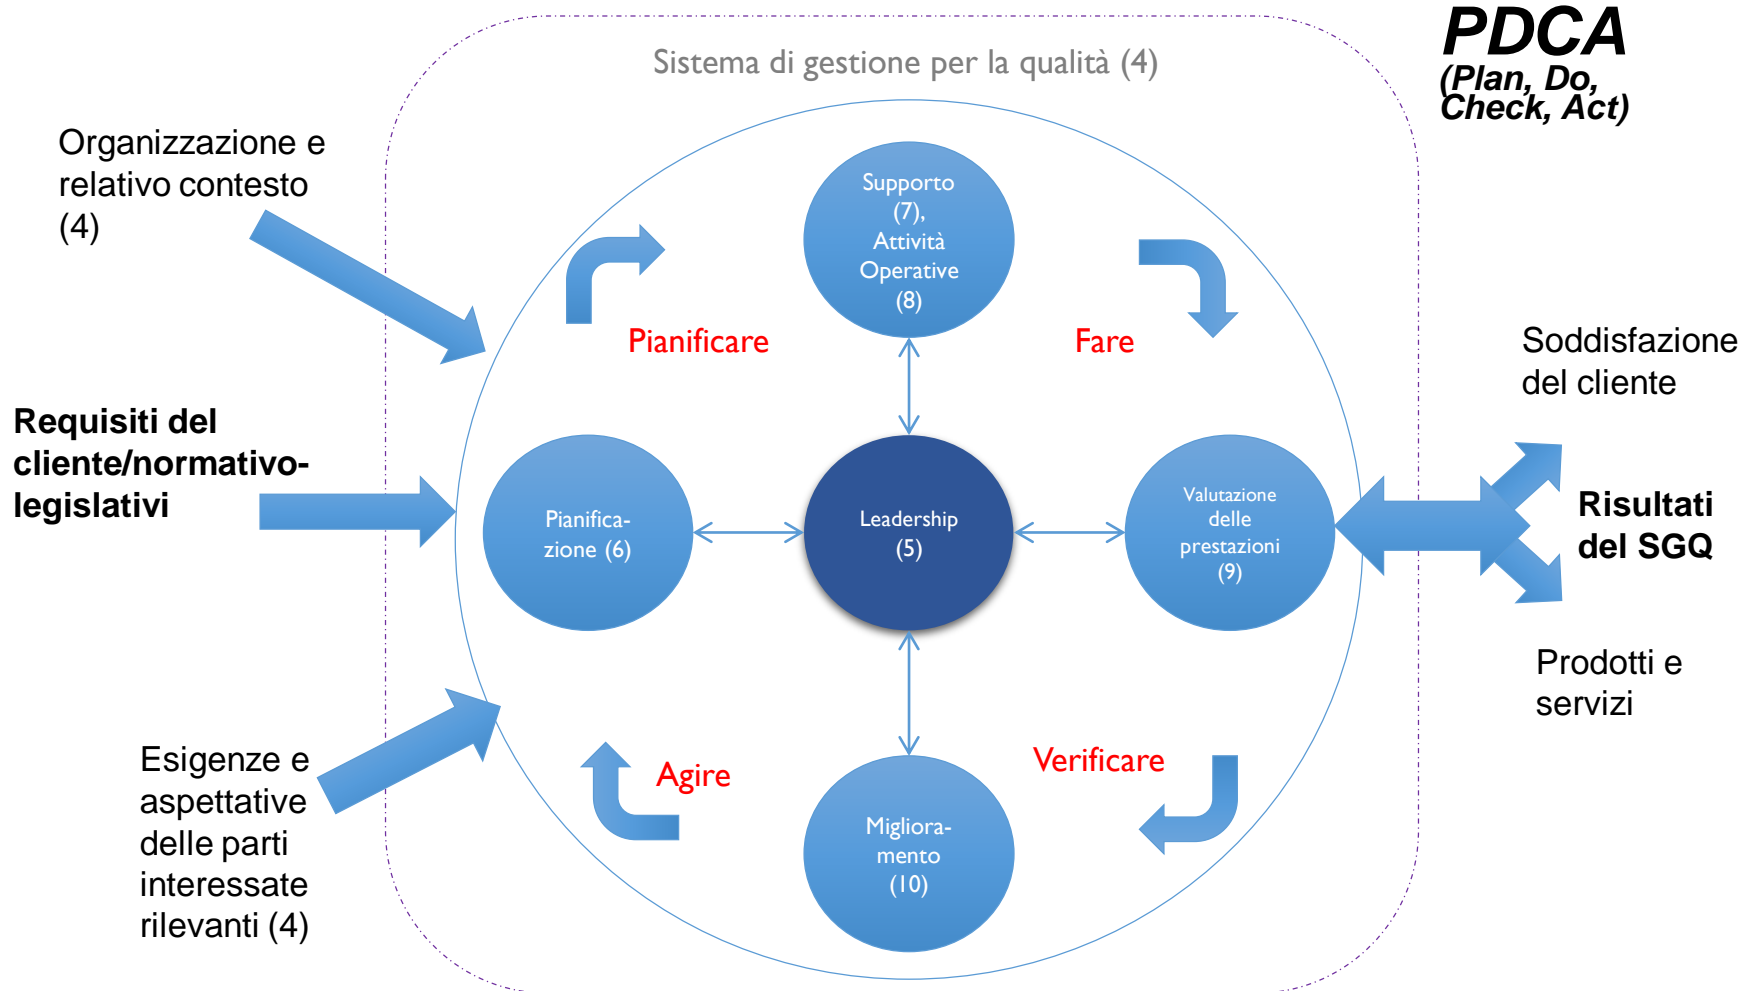 PDCA
(Plan, Do,
Check, Act)
Sistema di gestione per la qualità (4)
Organizzazione e
relativo contesto
(4)
Supporto
(7),
Attività
Operative
(8)
Pianificare
Fare
Soddisfazione
del cliente
Requisiti del
cliente/normativo-
legislativi
Pianifica-
zione (6)
Leadership
(5)
Valutazione
delle
prestazioni
(9)
Risultati
del SGQ
Prodotti e
servizi
Esigenze e
aspettative
delle parti
interessate
rilevanti (4)
Agire
Verificare
Migliora-
mento
(10)